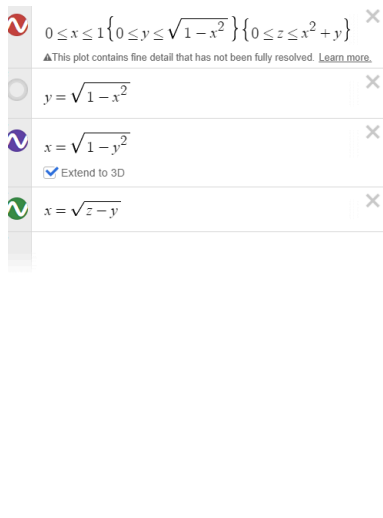 0 ≤ x ≤ 1 {0 ≤ y ≤ √(1 − x²)} {0 ≤ z ≤ x² + y}
This plot contains fine detail that has not been fully resolved. Learn more.
y = √(1 − x²)
x = √(1 − y²)
Extend to 3D
x = √(z − y)